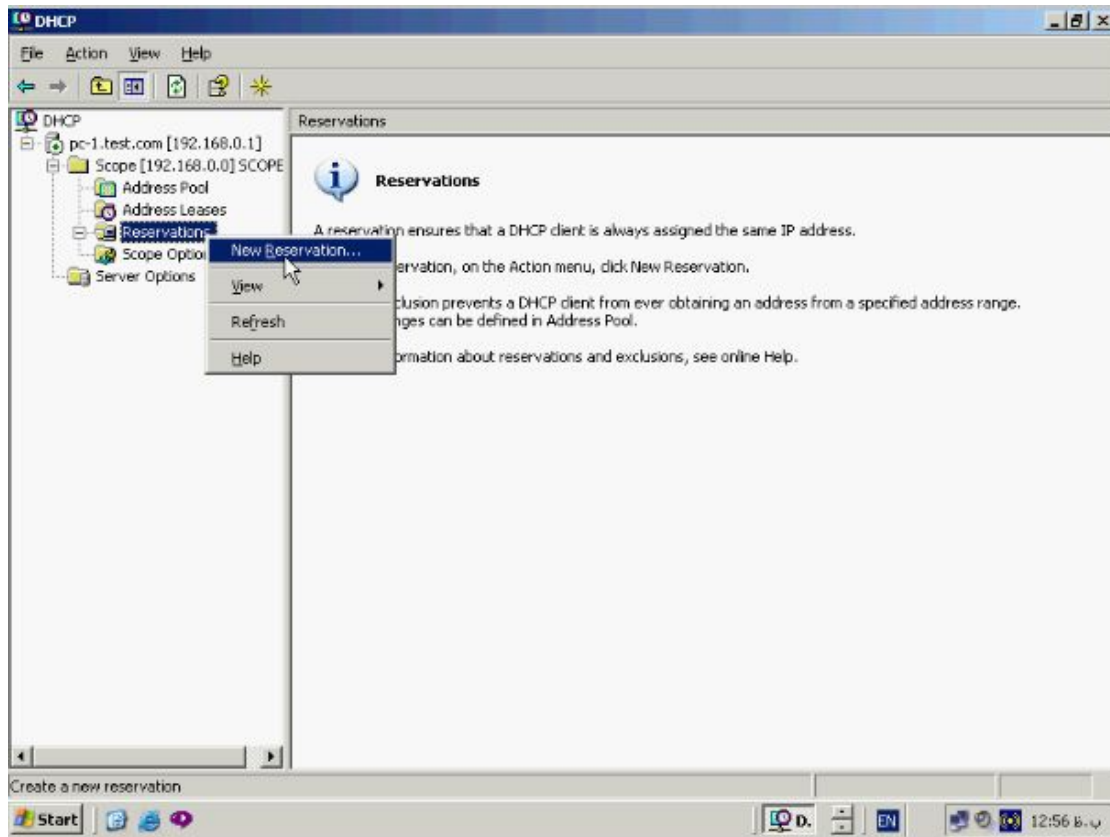 DHCP
File Action View Help
DHCP
pc-1.test.com [192.168.0.1]
Scope [192.168.0.0] SCOPE
Address Pool
Address Leases
Reservations
Scope Optio
Server Options
New Reservation...
View
Refresh
Help
Reservations
Reservations
A reservation ensures that a DHCP client is always assigned the same IP address.
ervation, on the Action menu, click New Reservation.
clusion prevents a DHCP client from ever obtaining an address from a specified address range.
nges can be defined in Address Pool.
ormation about reservations and exclusions, see online Help.
Create a new reservation
Start
D.
EN
12:56 ب.ظ